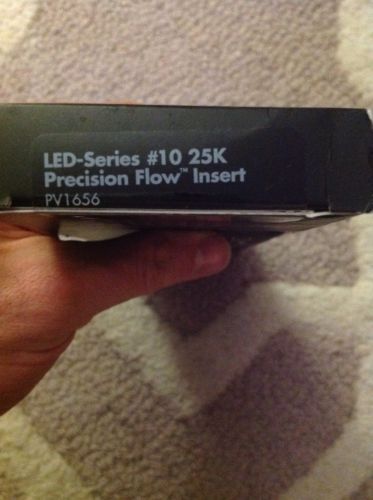 LED-Series #10 25K
Precision Flow™ Insert
PV1656